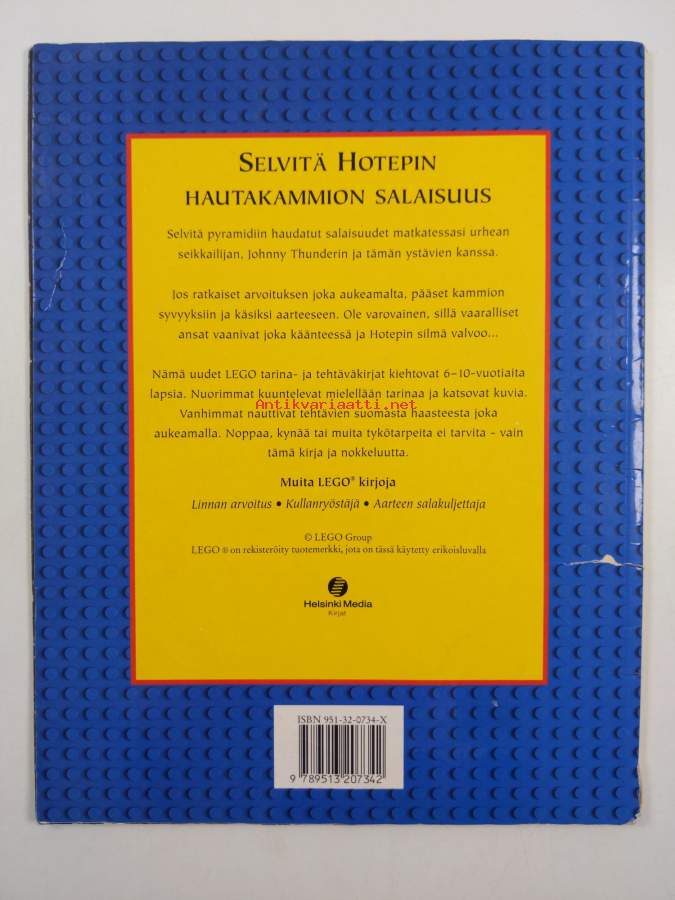 SELVITÄ HOTEPIN
HAUTAKAMMION SALAISUUS
Selvitä pyramidiin haudatut salaisuudet matkatessasi urhean
seikkailijan, Johnny Thunderin ja tämän ystävien kanssa.
Jos ratkaiset arvoituksen joka aukeamalta, pääset kammion
syvyyksiin ja käsiksi aarteeseen. Ole varovainen, sillä vaaralliset
ansat vaanivat joka käänteessä ja Hotepin silmä valvoo...
Nämä uudet LEGO tarina- ja tehtäväkirjat kiehtovat 6–10-vuotiaita
lapsia. Nuorimmat kuuntelevat mielellään tarinaa ja katsovat kuvia.
Antikvariaatti.net
Vanhimmat nauttivat tehtävien suomasta haasteesta joka
aukeamalla. Noppaa, kynää tai muita tykötarpeita ei tarvita - vain
tämä kirja ja nokkeluutta.
Muita LEGO® kirjoja
Linnan arvoitus • Kullanryöstäjä • Aarteen salakuljettaja
© LEGO Group
LEGO ® on rekisteröity tuotemerkki, jota on tässä käytetty erikoisluvalla
Helsinki Media
Kirjat
ISBN 951-32-0734-X
9 789513 207342